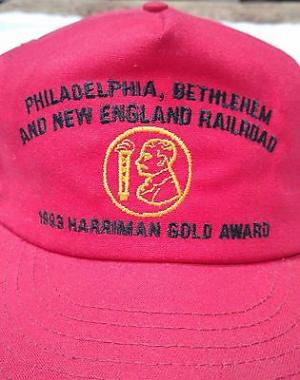 PHILADELPHIA, BETHLEHEM
AND NEW ENGLAND RAILROAD
1993 HARRIMAN GOLD AWARD